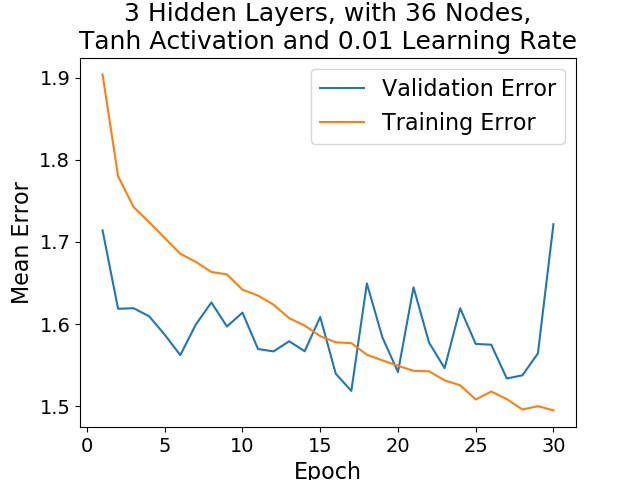 3 Hidden Layers, with 36 Nodes,
Tanh Activation and 0.01 Learning Rate
Validation Error
Training Error
Mean Error
1.9
1.8
1.7
1.6
1.5
0 5 10 15 20 25 30
Epoch